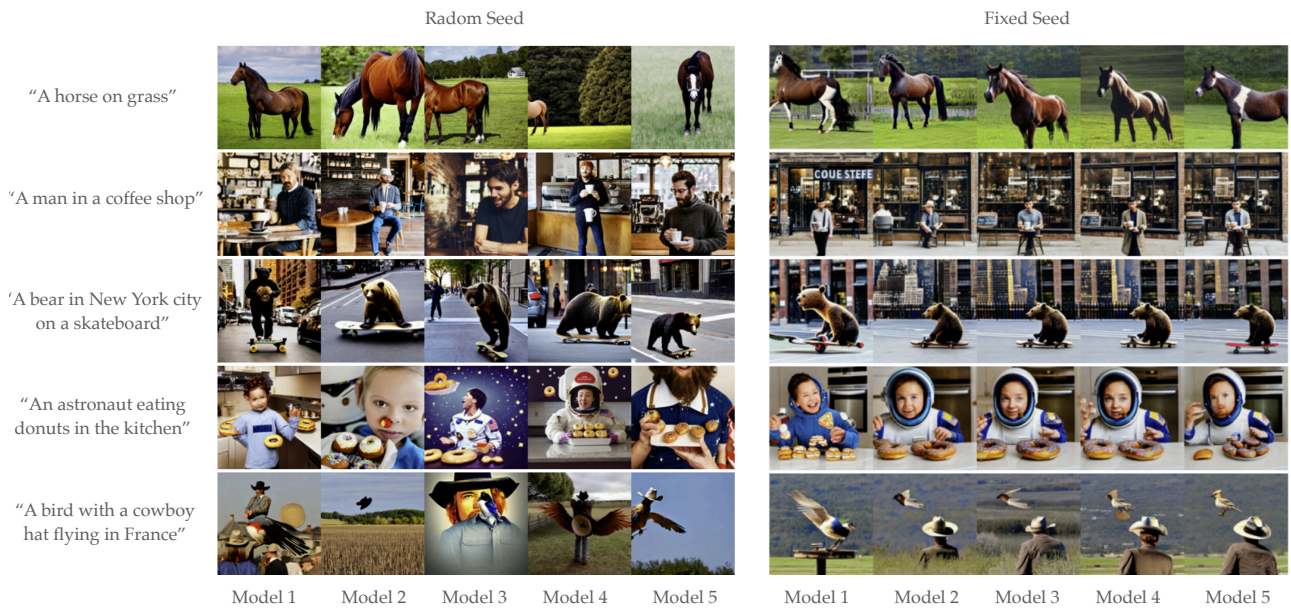 Radom Seed
Fixed Seed
“A horse on grass”
“A man in a coffee shop”
COUE STEFE
“A bear in New York city
on a skateboard”
“An astronaut eating
donuts in the kitchen”
“A bird with a cowboy
hat flying in France”
Model 1 Model 2 Model 3 Model 4 Model 5
Model 1 Model 2 Model 3 Model 4 Model 5